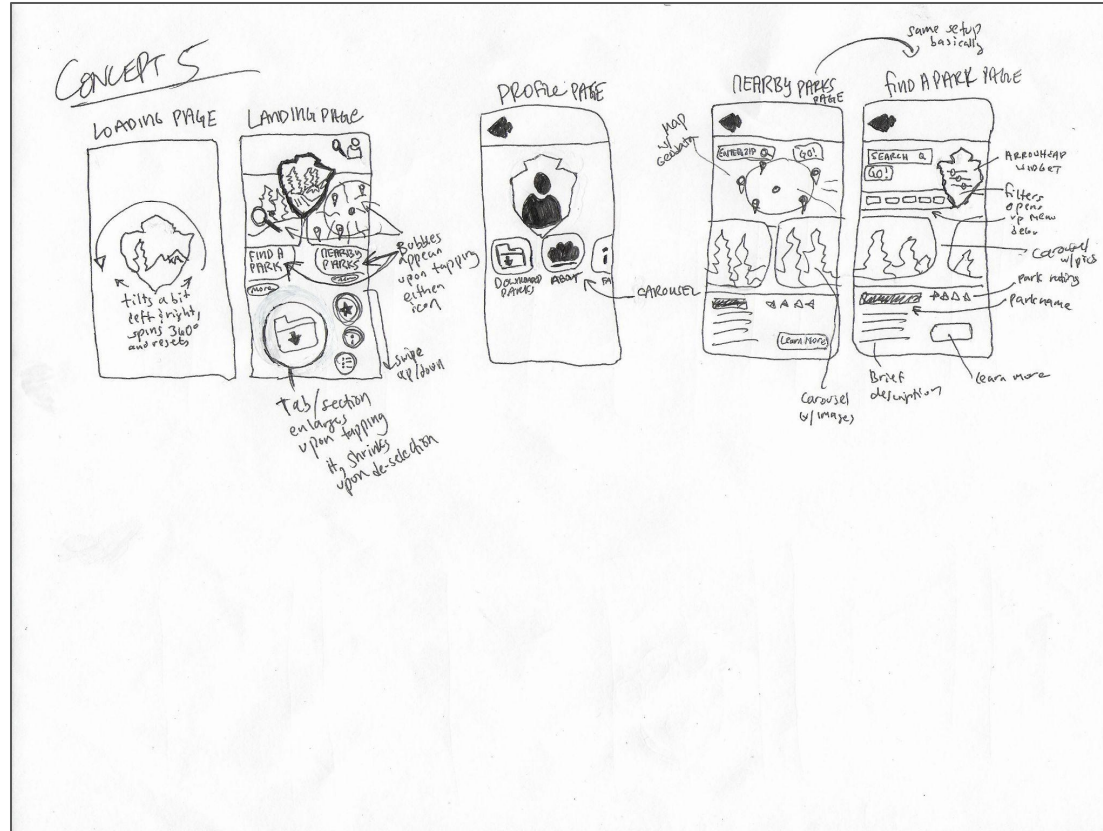 CONCEPT 5
LOADING PAGE
tilts a bit
left & right,
spins 360°
and resets
LANDING PAGE
FIND A
PARK
NEARBY
PARKS
More
Bubbles
appear
upon tapping
either
icon
swipe
up/down
Tab/section
enlarges
upon tapping
it, shrinks
upon de-selection
PROFILE PAGE
DOWNLOADED
PARKS
ABOUT
FA
CAROUSEL
NEARBY PARKS
PAGE
Map
w/
Geodata
ENTER ZIP
GO!
Learn More
Carousel
w/images
same setup
basically
FIND A PARK PAGE
SEARCH
GO!
ARROWHEAD
WIDGET
filters
opens
up menu
Carousel
w/pics
park rating
park name
Brief
description
Learn more